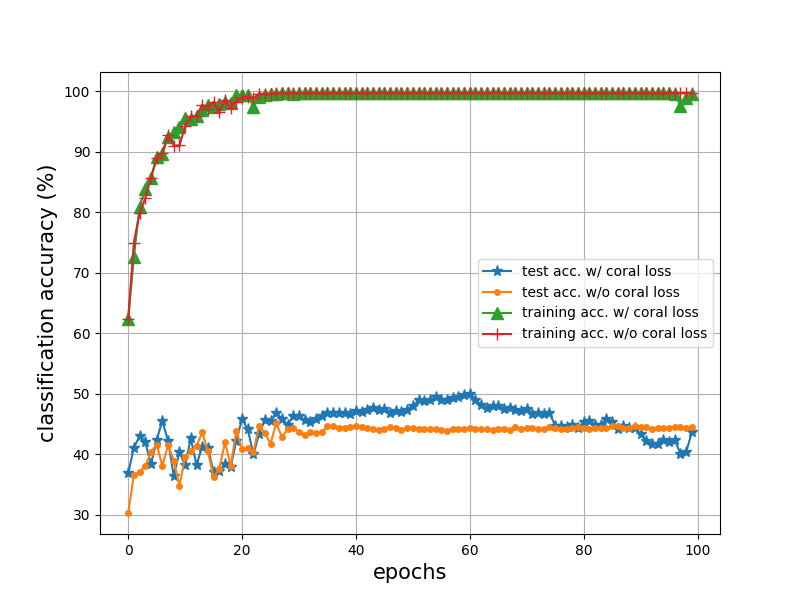 100
90
80
70
60
50
40
30
0
20
40
60
80
100
classification accuracy (%)
epochs
test acc. w/ coral loss
test acc. w/o coral loss
training acc. w/ coral loss
training acc. w/o coral loss